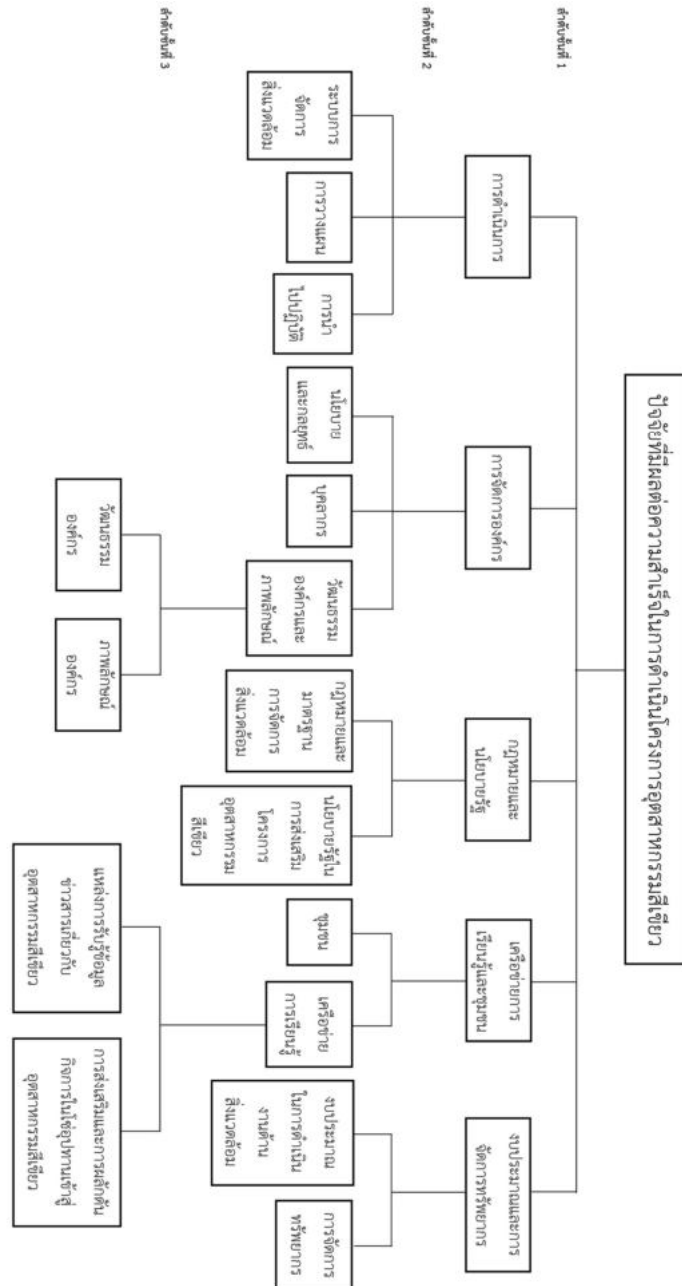 ปัจจัยที่มีผลต่อความสำเร็จในการดำเนินโครงการอุตสาหกรรมสีเขียว
ลำดับชั้นที่ 1
การดำเนินการ
การจัดการองค์กร
กฎหมายและ
นโยบายรัฐ
เครือข่ายการ
เรียนรู้และชุมชน
งบประมาณและการ
จัดการทรัพยากร
ลำดับชั้นที่ 2
ระบบการ
จัดการ
สิ่งแวดล้อม
การวางแผน
การนำ
ไปปฏิบัติ
นโยบาย
และกลยุทธ์
บุคลากร
วัฒนธรรม
องค์กรและ
ภาพลักษณ์
กฎหมายและ
มาตรฐาน
การจัดการ
สิ่งแวดล้อม
นโยบายรัฐใน
การส่งเสริม
โครงการ
อุตสาหกรรม
สีเขียว
ชุมชน
เครือข่าย
การเรียนรู้
งบประมาณ
ในการดำเนิน
งานด้าน
สิ่งแวดล้อม
การจัดการ
ทรัพยากร
ลำดับชั้นที่ 3
วัฒนธรรม
องค์กร
ภาพลักษณ์
องค์กร
แหล่งการรับรู้ข้อมูล
ข่าวสารเกี่ยวกับ
อุตสาหกรรมสีเขียว
การส่งเสริมและการผลักดัน
กิจการในโซ่อุปทานเข้าสู่
อุตสาหกรรมสีเขียว